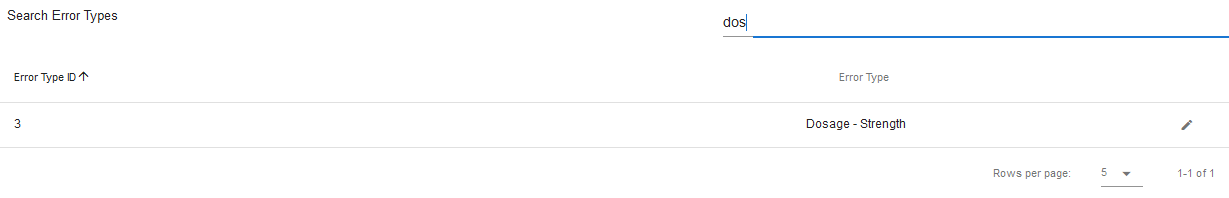 Search Error Types
dos
Error Type ID Error Type
3 Dosage - Strength
Rows per page: 5 1-1 of 1